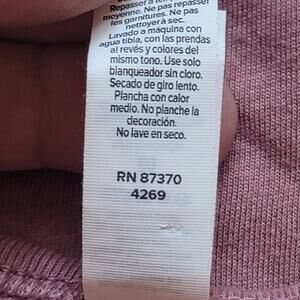 Repasser à
moyenne. Ne pas repasser
les garnitures. Ne pas
nettoyer à sec.
Lavado a máquina con
agua tibia, con las prendas
al revés y colores del
mismo tono. Use solo
blanqueador sin cloro.
Secado de giro lento.
Plancha con calor
medio. No planche la
decoración.
No lave en seco.
RN 87370
4269